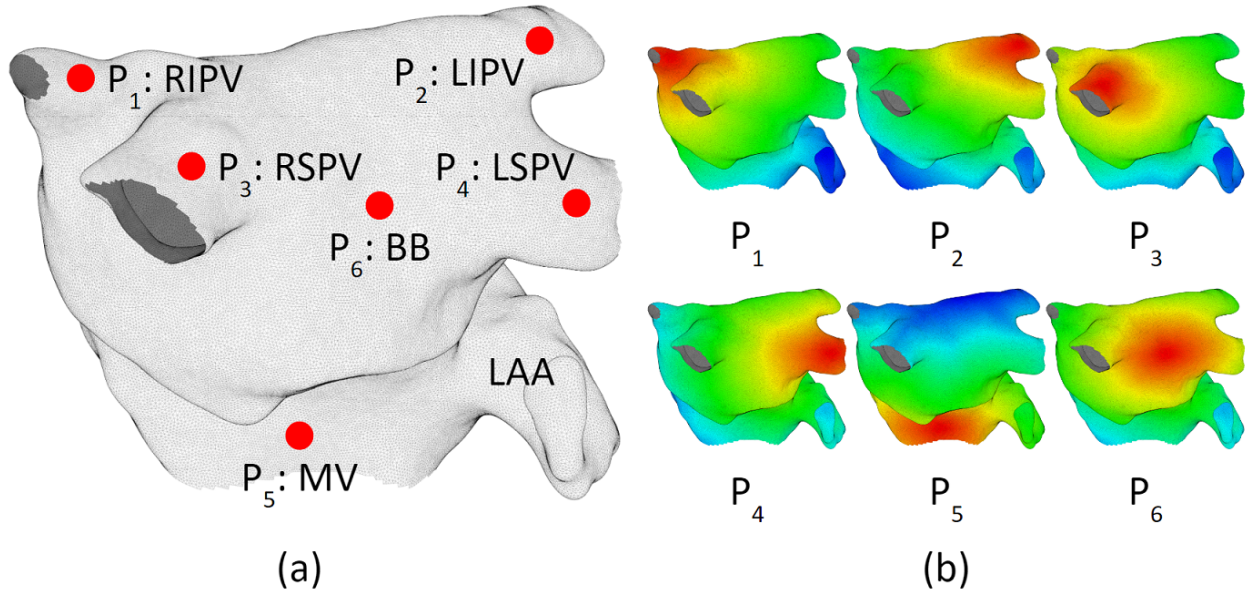 P₁: RIPV
P₂: LIPV
P₃: RSPV
P₄: LSPV
P₆: BB
LAA
P₅: MV
(a)
P₁ P₂ P₃
P₄ P₅ P₆
(b)